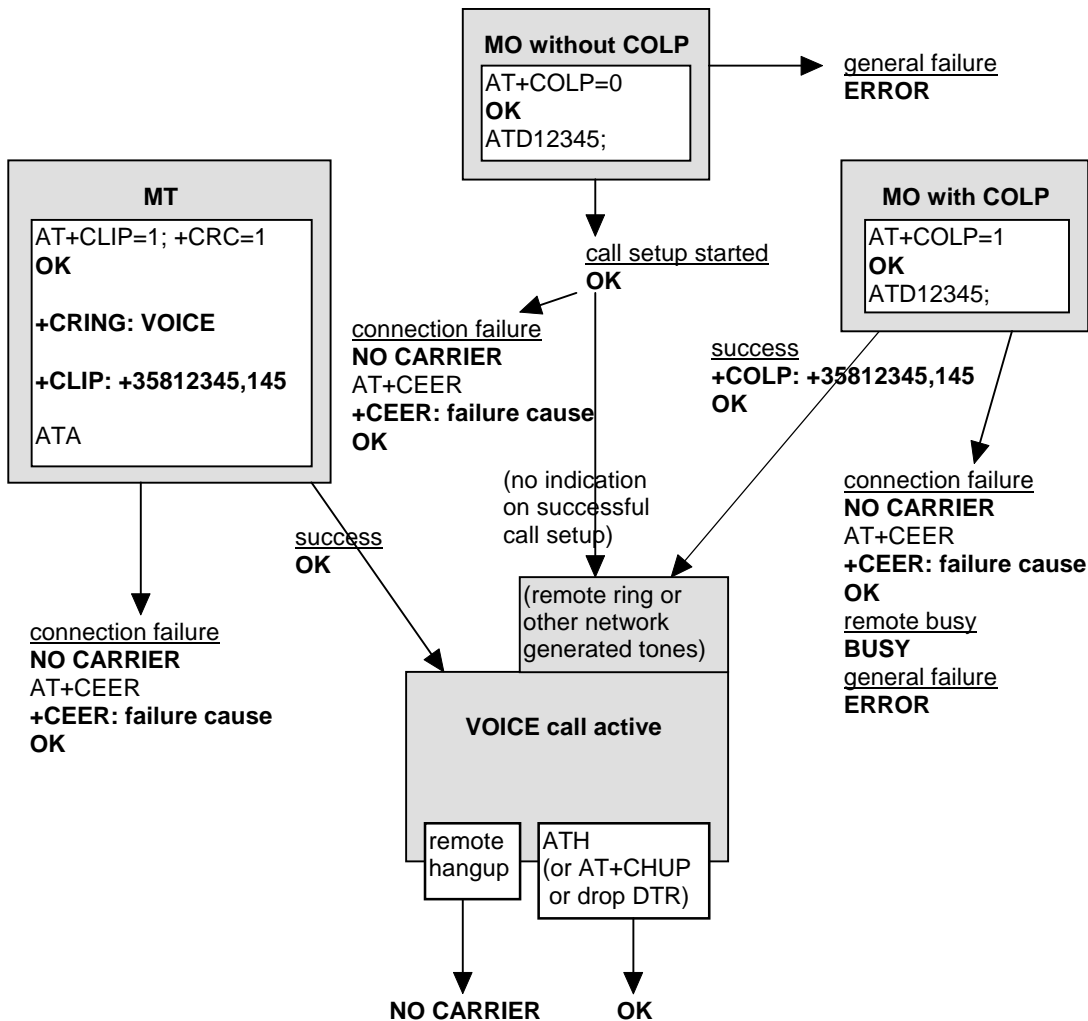 MO without COLP
AT+COLP=0
OK
ATD12345;
general failure
ERROR
MT
AT+CLIP=1; +CRC=1
OK
+CRING: VOICE
+CLIP: +35812345,145
ATA
MO with COLP
AT+COLP=1
OK
ATD12345;
call setup started
OK
connection failure
NO CARRIER
AT+CEER
+CEER: failure cause
OK
success
+COLP: +35812345,145
OK
(no indication
on successful
call setup)
connection failure
NO CARRIER
AT+CEER
+CEER: failure cause
OK
remote busy
BUSY
general failure
ERROR
success
OK
connection failure
NO CARRIER
AT+CEER
+CEER: failure cause
OK
(remote ring or
other network
generated tones)
VOICE call active
remote
hangup
ATH
(or AT+CHUP
or drop DTR)
NO CARRIER
OK